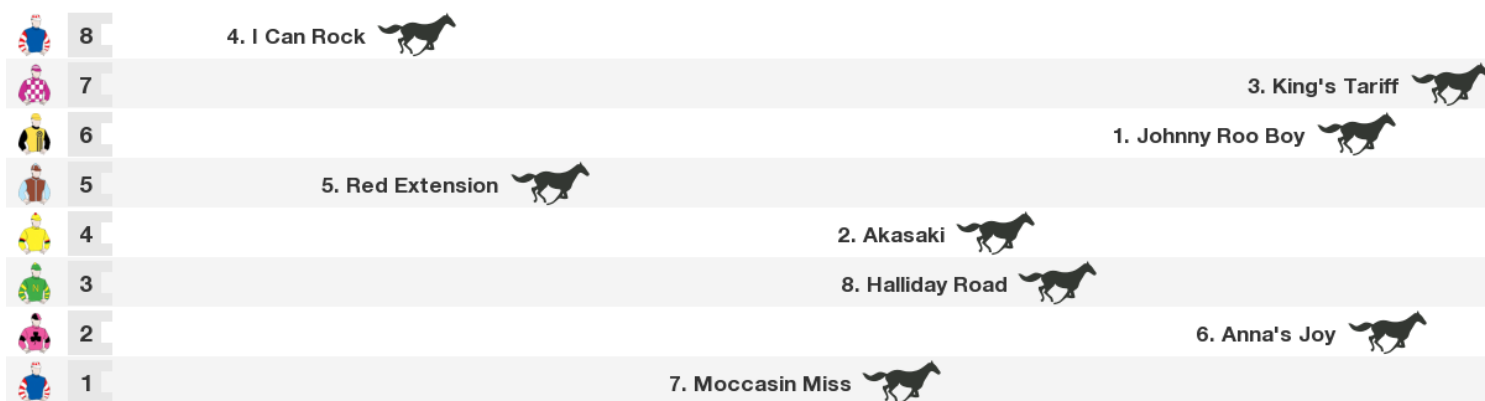 8 4. I Can Rock
7 3. King's Tariff
6 1. Johnny Roo Boy
5 5. Red Extension
4 2. Akasaki
3 N 8. Halliday Road
2 6. Anna's Joy
1 7. Moccasin Miss